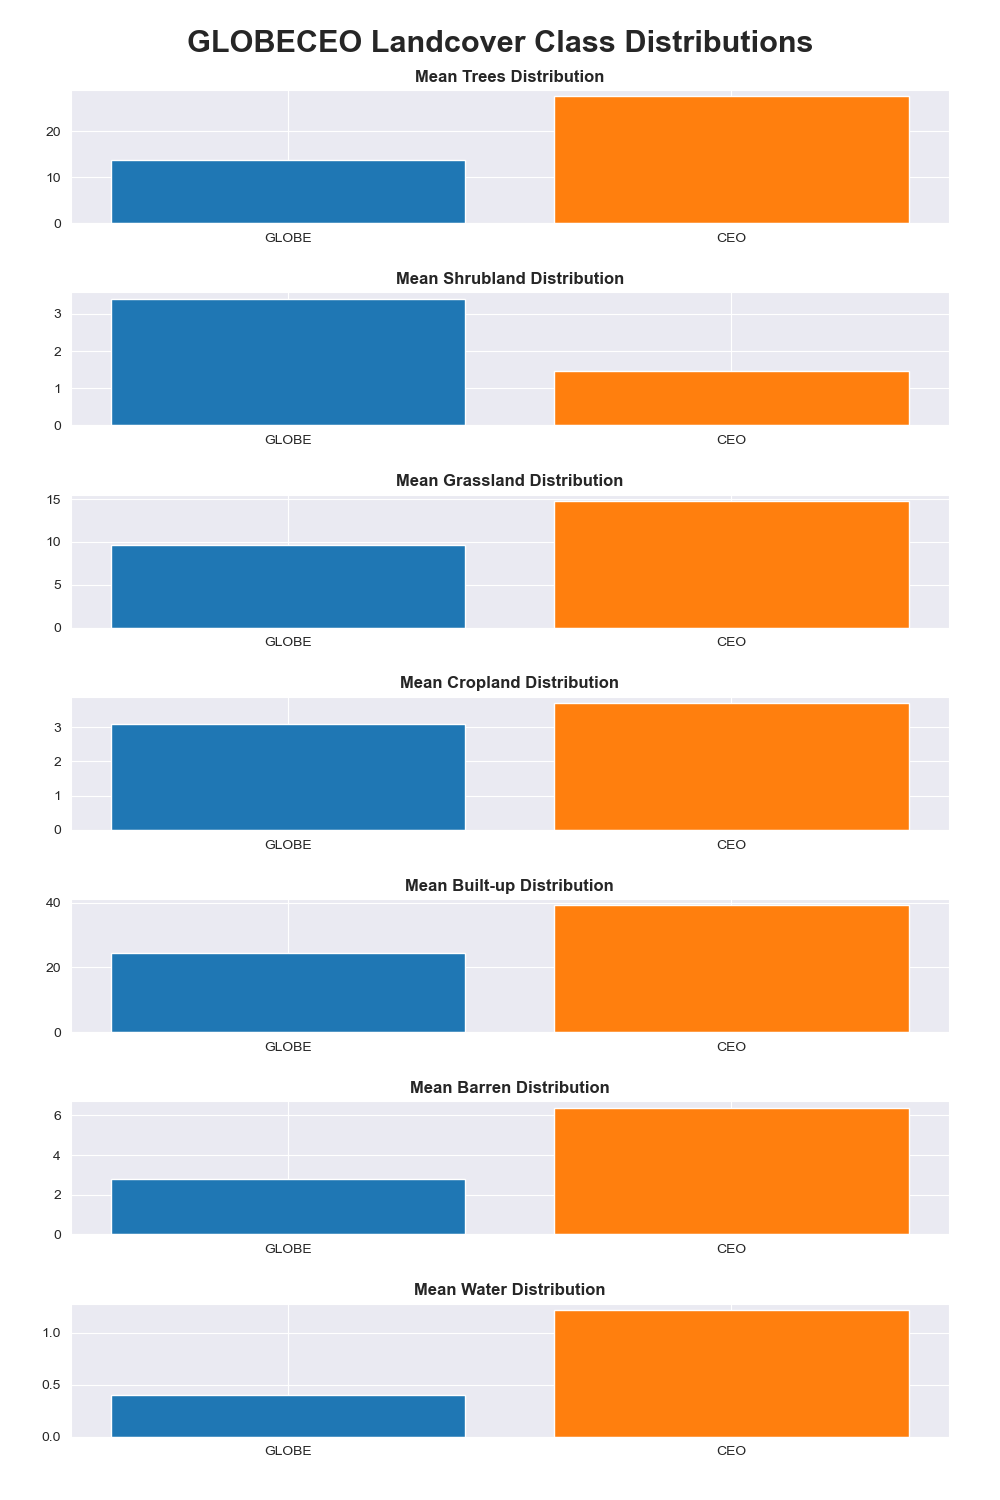 GLOBECEO Landcover Class Distributions
Mean Trees Distribution
20
10
0
GLOBE CEO
Mean Shrubland Distribution
3
2
1
0
GLOBE CEO
Mean Grassland Distribution
15
10
5
0
GLOBE CEO
Mean Cropland Distribution
3
2
1
0
GLOBE CEO
Mean Built-up Distribution
40
20
0
GLOBE CEO
Mean Barren Distribution
6
4
2
0
GLOBE CEO
Mean Water Distribution
1.0
0.5
0.0
GLOBE CEO